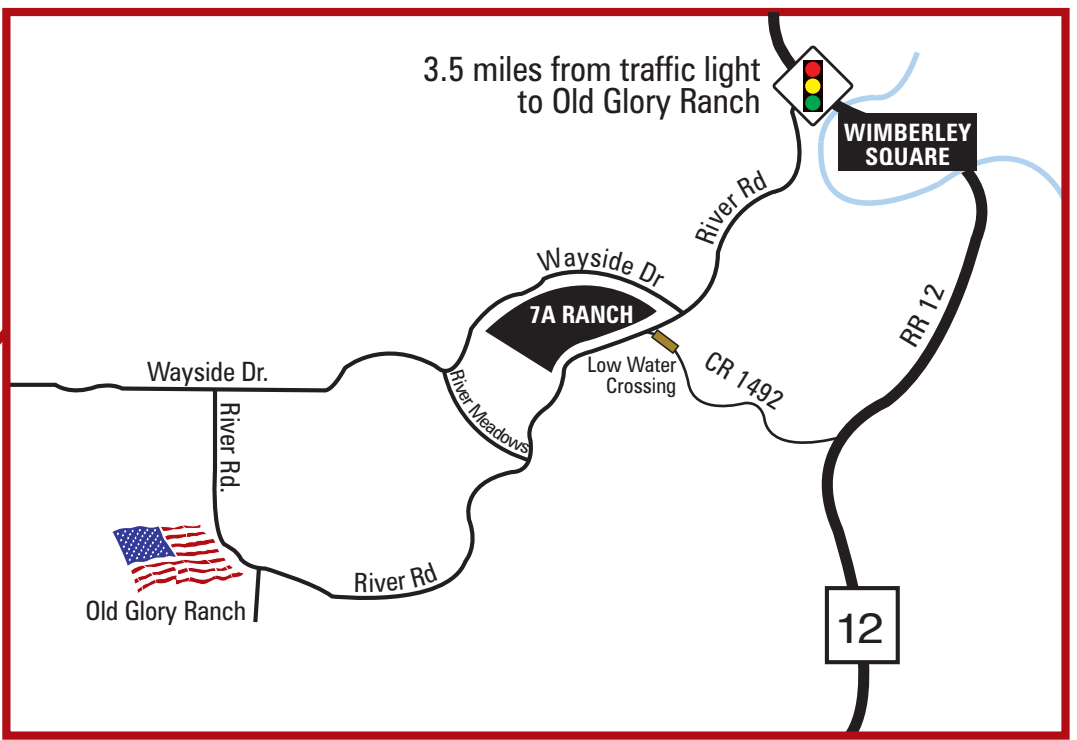 3.5 miles from traffic light
to Old Glory Ranch
WIMBERLEY
SQUARE
River Rd
Wayside Dr
7A RANCH
RR 12
Low Water
Crossing
CR 1492
Wayside Dr.
River Meadows
River Rd.
River Rd
Old Glory Ranch
12